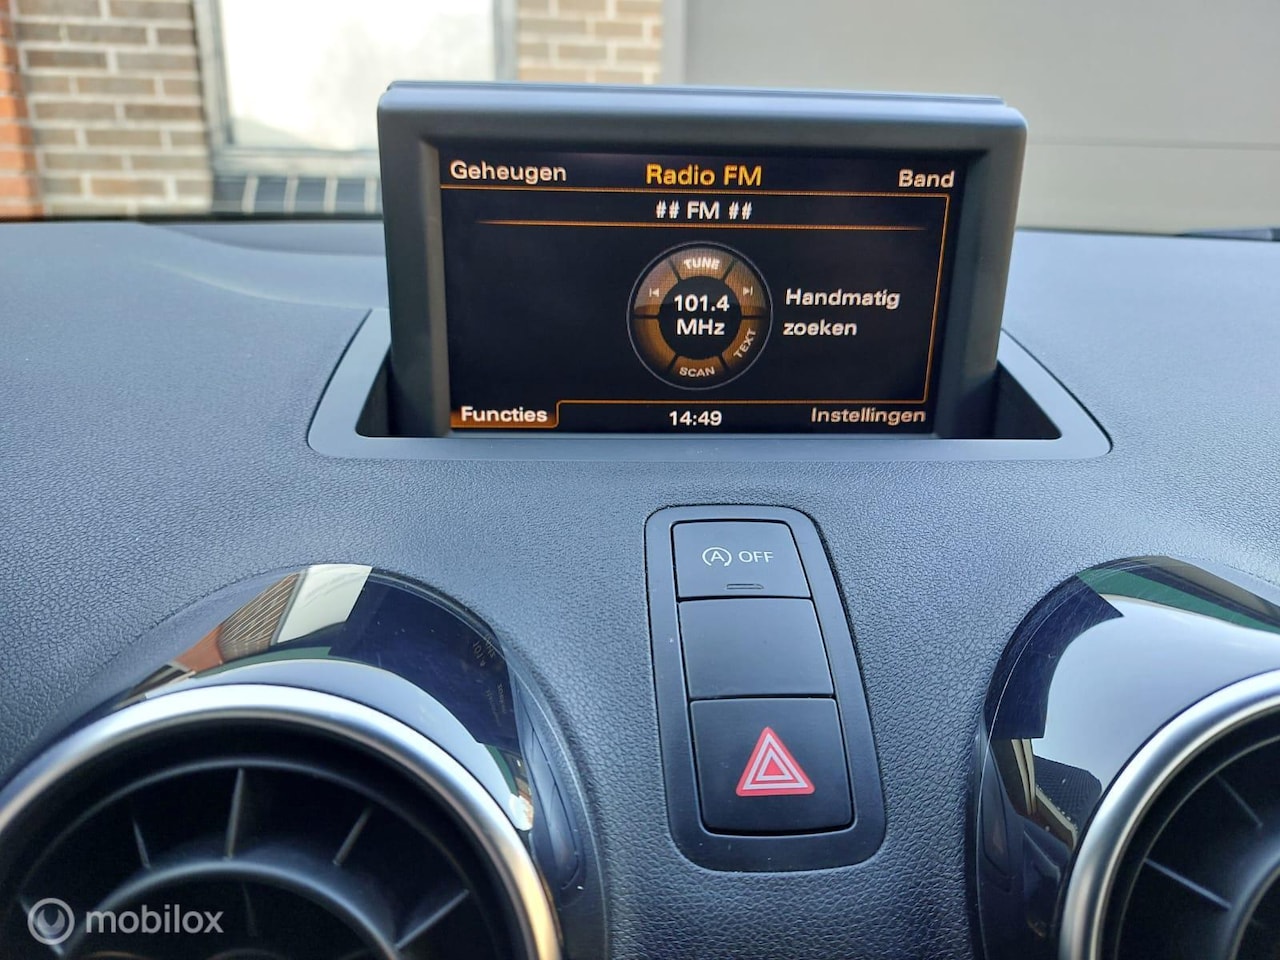 Geheugen Radio FM Band
## FM ##
TUNE
101.4
MHz
TEXT
SCAN
Handmatig
zoeken
Functies 14:49 Instellingen
A OFF
mobilox